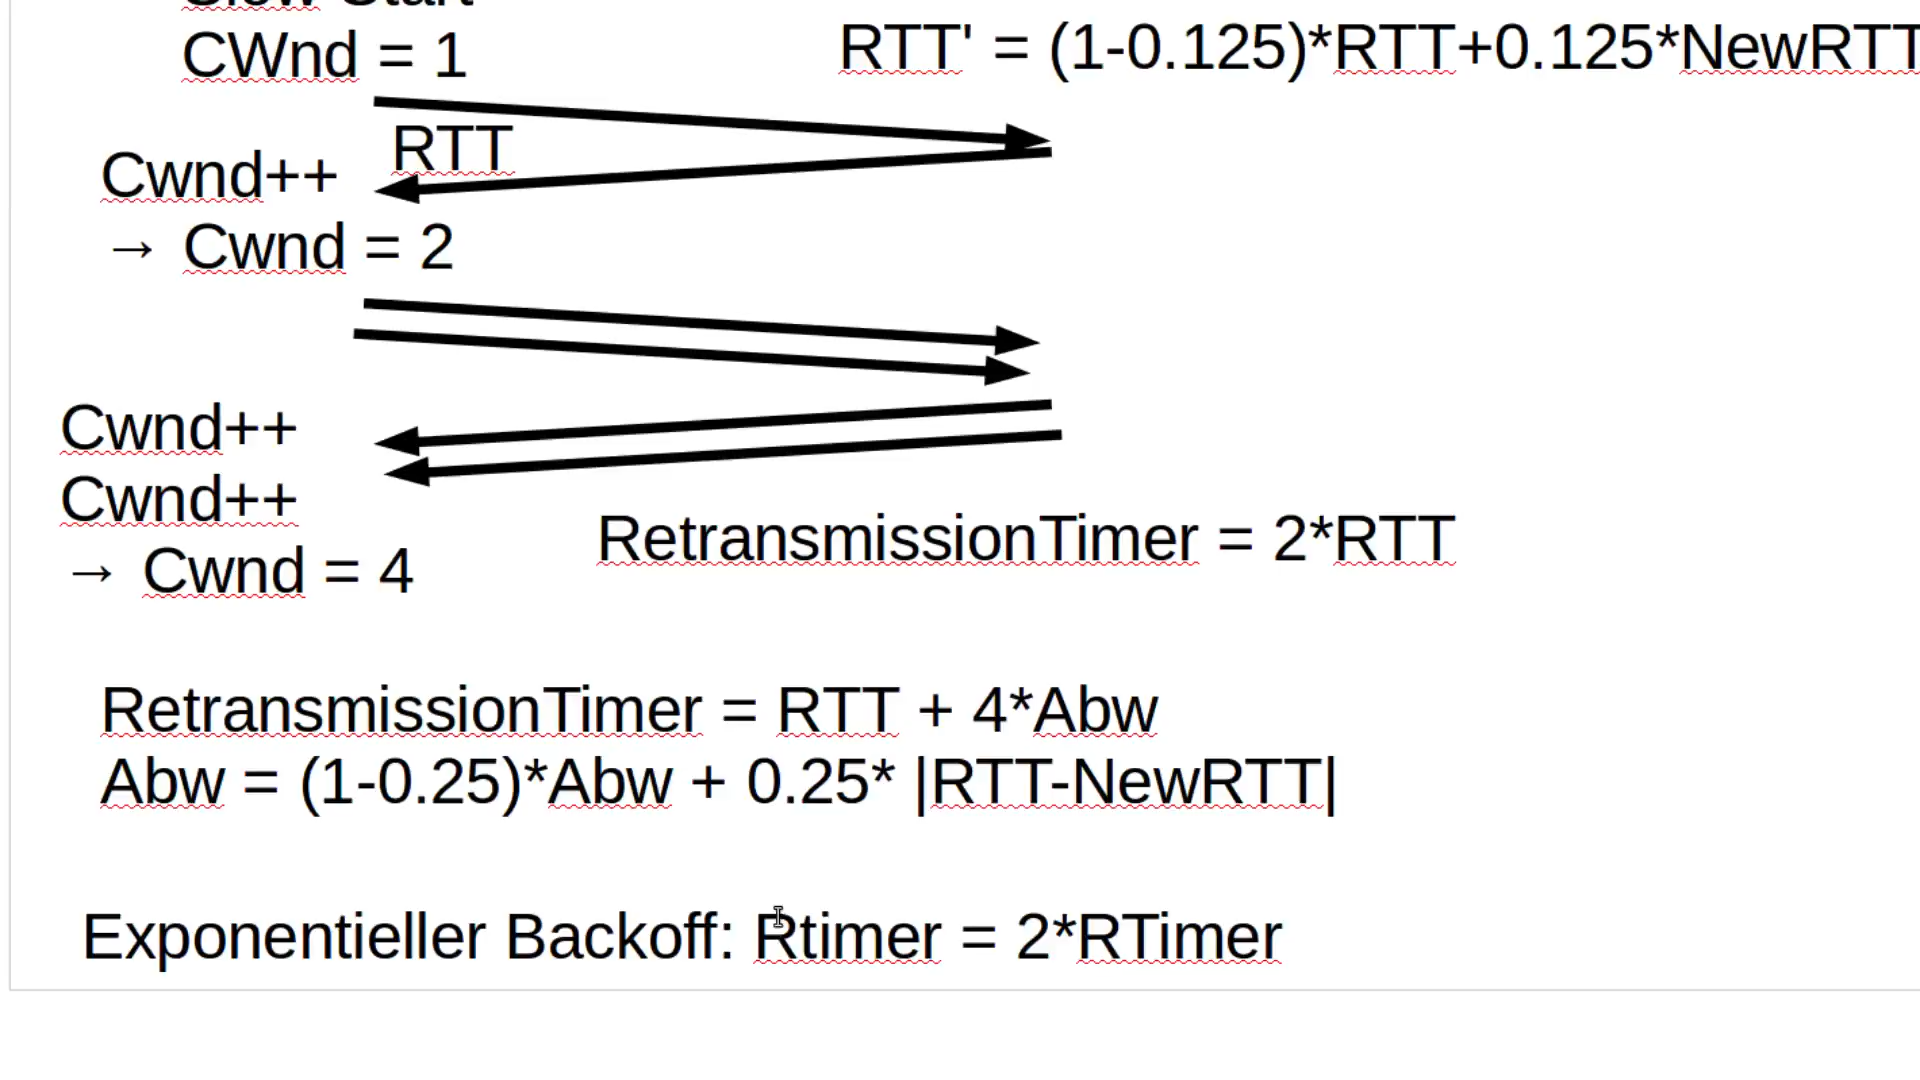 Slow Start
CWnd = 1
RTT' = (1-0.125)*RTT+0.125*NewRTT
RTT
Cwnd++
→ Cwnd = 2
Cwnd++
Cwnd++
→ Cwnd = 4
RetransmissionTimer = 2*RTT
RetransmissionTimer = RTT + 4*Abw
Abw = (1-0.25)*Abw + 0.25* |RTT-NewRTT|
Exponentieller Backoff: Rtimer = 2*RTimer